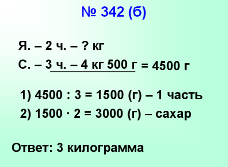 № 342 (б)
Я. – 2 ч. – ? кг
С. – 3 ч. – 4 кг 500 г = 4500 г
1) 4500 : 3 = 1500 (г) – 1 часть
2) 1500 · 2 = 3000 (г) – сахар
Ответ: 3 килограмма